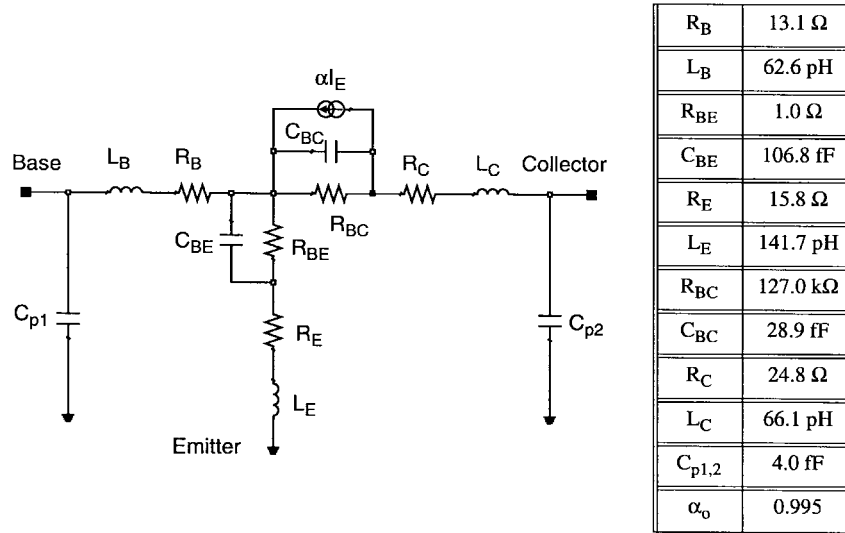 αI_E
C_BC
Base
L_B
R_B
R_C
L_C
Collector
R_BC
C_BE
R_BE
C_p1
R_E
C_p2
L_E
Emitter
R_B 13.1 Ω
L_B 62.6 pH
R_BE 1.0 Ω
C_BE 106.8 fF
R_E 15.8 Ω
L_E 141.7 pH
R_BC 127.0 kΩ
C_BC 28.9 fF
R_C 24.8 Ω
L_C 66.1 pH
C_p1,2 4.0 fF
α_o 0.995